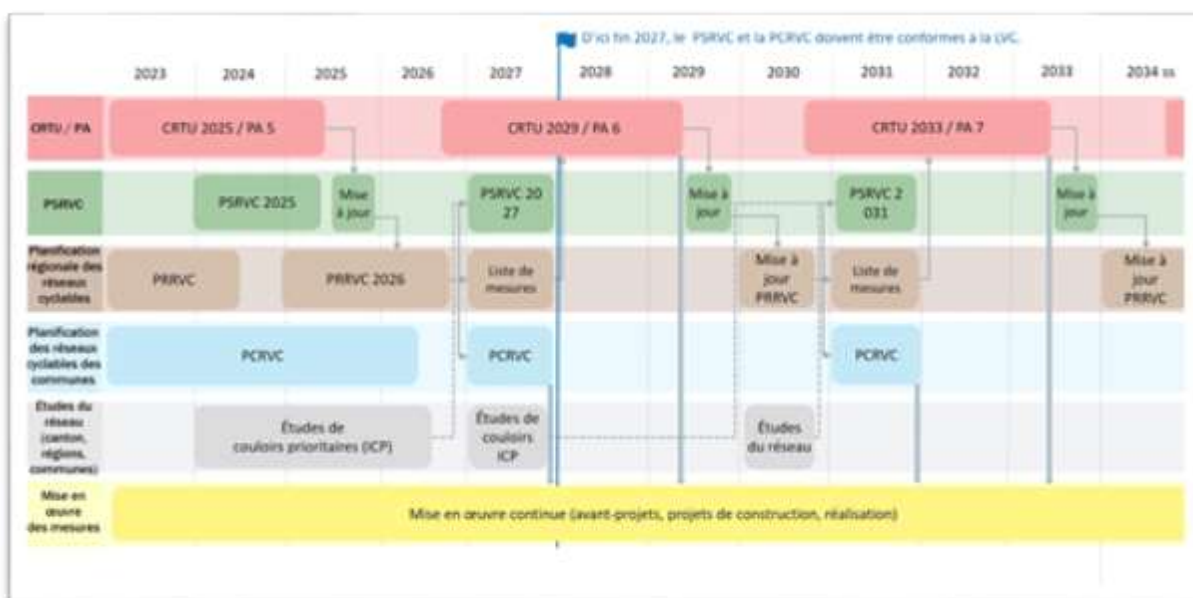 D'ici fin 2027, le PSRVC et la PCRVC doivent être conformes à la LVC.
2023 2024 2025 2026 2027 2028 2029 2030 2031 2032 2033 2034 ss
CRTU / PA
CRTU 2025 / PA 5
CRTU 2029 / PA 6
CRTU 2033 / PA 7
PSRVC
PSRVC 2025
Mise
à jour
PSRVC 20
27
Mise à
jour
PSRVC 2
031
Mise à
jour
Planification
régionale des
réseaux
cyclables
PRRVC
PRRVC 2026
Liste de
mesures
Mise à
jour
PRRVC
Liste de
mesures
Mise à
jour
PRRVC
Planification
des réseaux
cyclables des
communes
PCRVC
PCRVC
PCRVC
Études du
réseau
(canton,
régions,
communes)
Études de
couloirs prioritaires (ICP)
Études de
couloirs
ICP
Études
du réseau
Mise en
œuvre
des mesures
Mise en œuvre continue (avant-projets, projets de construction, réalisation)